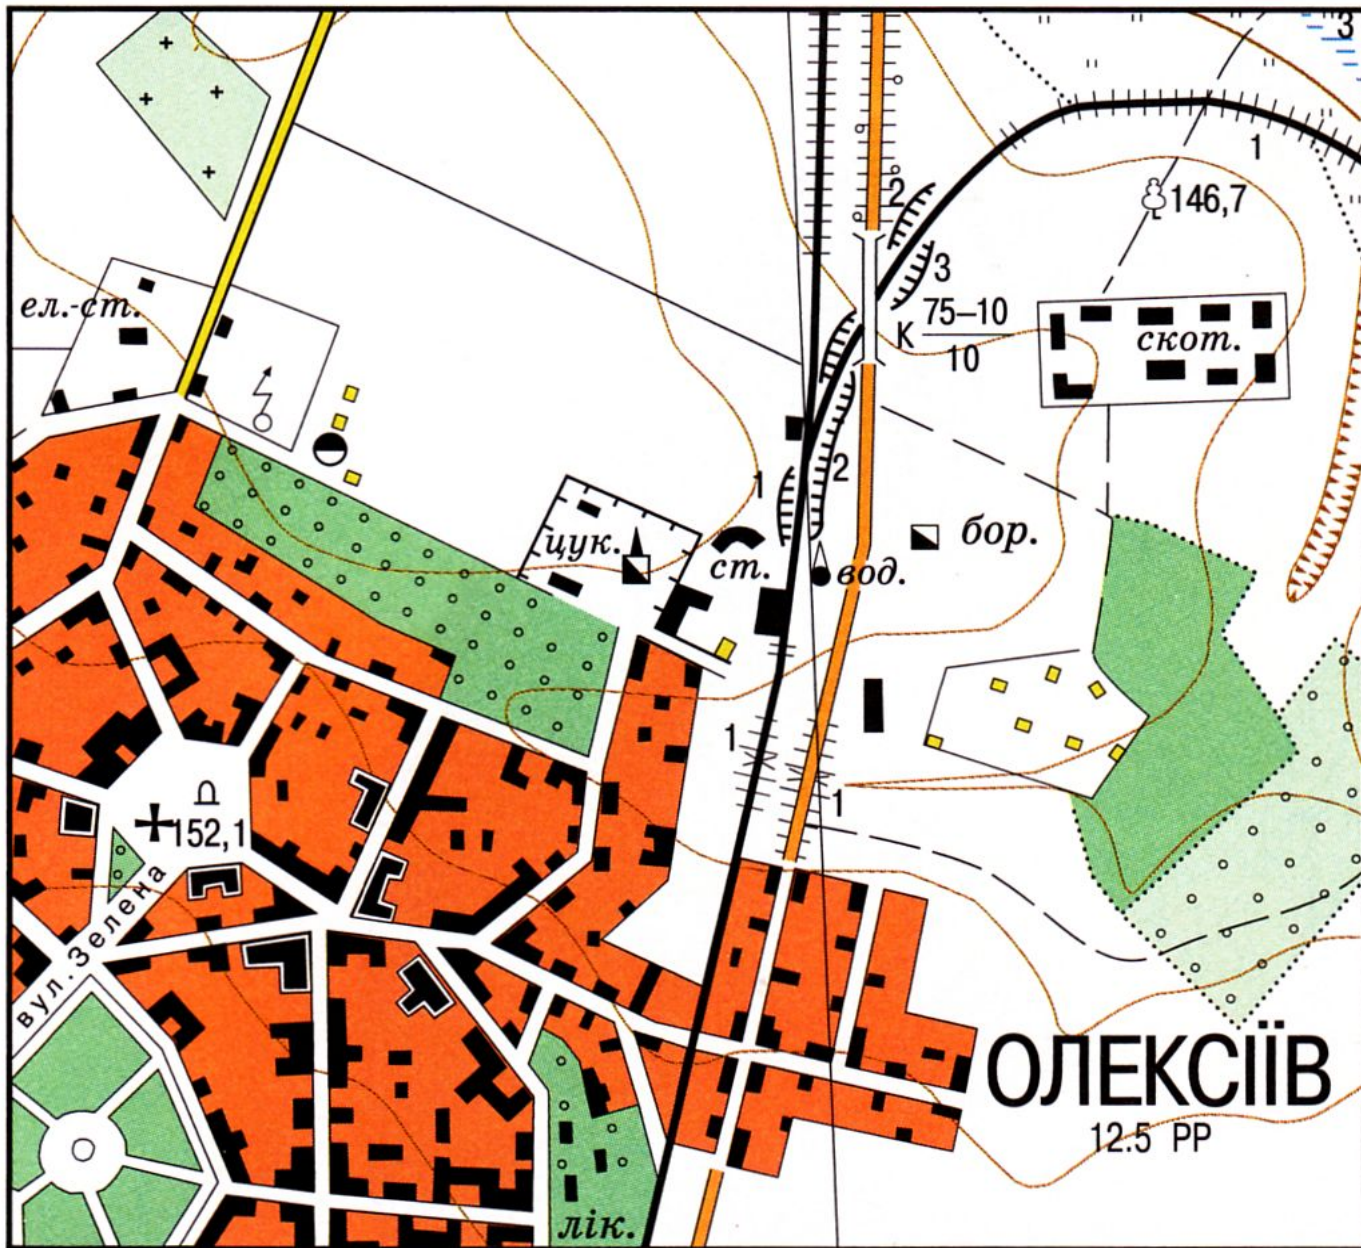 3
1
2
146,7
3
ел.-ст.
К 75–10
10
скот.
1
2
цук.
ст.
вод.
бор.
1
1
152,1
вул. Зелена
ОЛЕКСІЇВ
12.5 РР
лік.